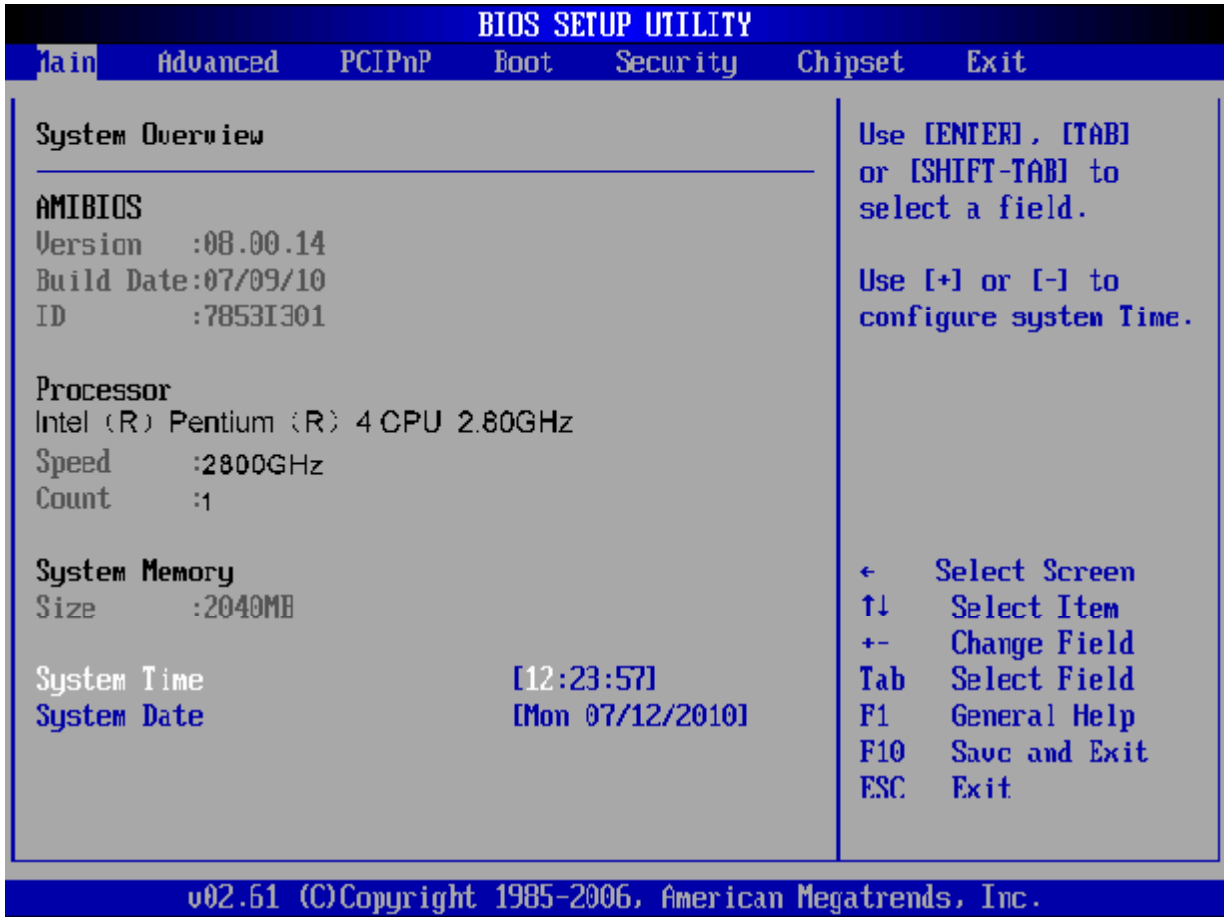 BIOS SETUP UTILITY
Main Advanced PCIPnP Boot Security Chipset Exit
System Overview
AMIBIOS
Version :08.00.14
Build Date:07/09/10
ID :7853I301
Processor
Intel (R) Pentium (R) 4 CPU 2.80GHz
Speed :2800GHz
Count :1
System Memory
Size :2040MB
System Time [12:23:57]
System Date [Mon 07/12/2010]
Use [ENTER], [TAB]
or [SHIFT-TAB] to
select a field.
Use [+] or [-] to
configure system Time.
← Select Screen
↑↓ Select Item
+- Change Field
Tab Select Field
F1 General Help
F10 Save and Exit
ESC Exit
v02.61 (C)Copyright 1985-2006, American Megatrends, Inc.